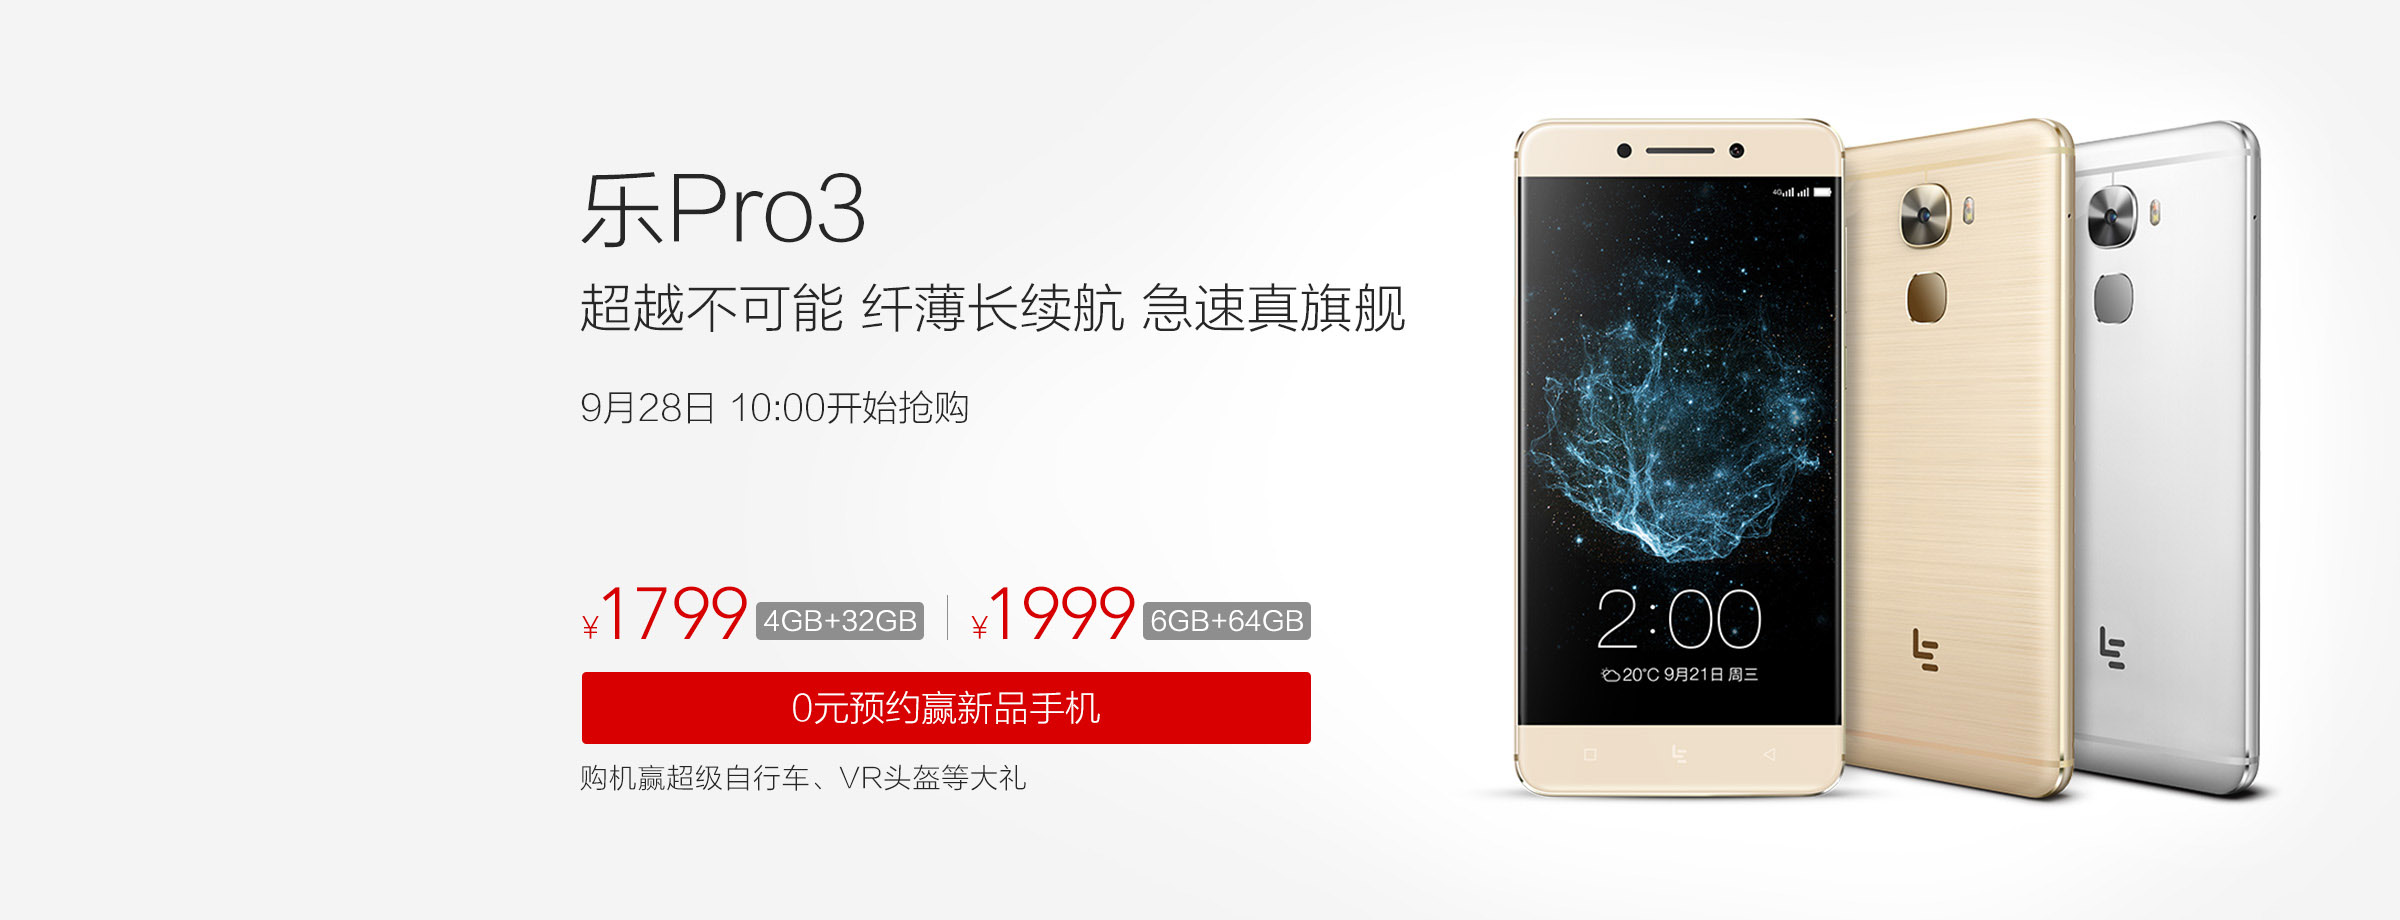 乐Pro3
超越不可能 纤薄长续航 急速真旗舰
9月28日 10:00开始抢购
¥1799 4GB+32GB ¥1999 6GB+64GB
0元预约赢新品手机
购机赢超级自行车、VR头盔等大礼
4G
2:00
20℃ 9月21日 周三